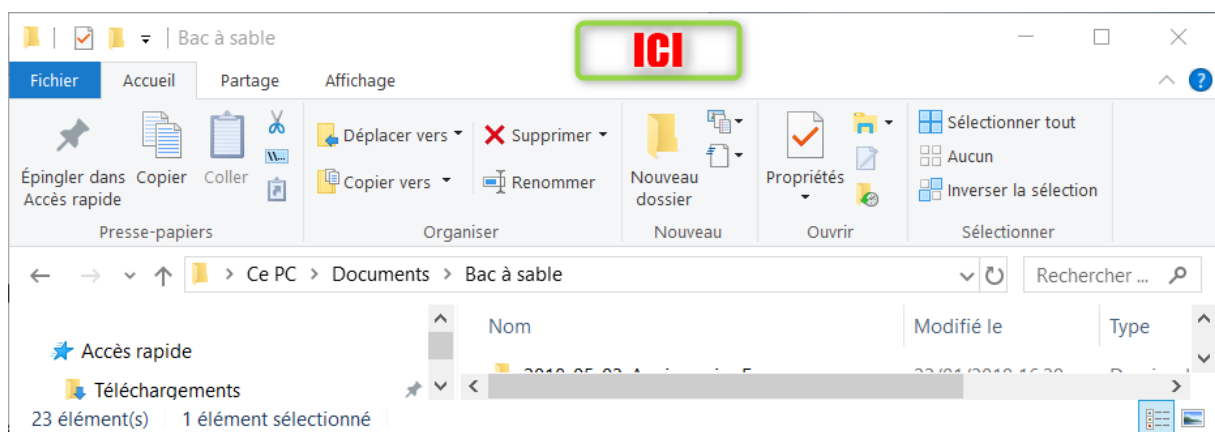 Bac à sable
ICI
Fichier Accueil Partage Affichage
Épingler dans Accès rapide
Copier
Coller
Déplacer vers
Copier vers
Supprimer
Renommer
Nouveau dossier
Propriétés
Sélectionner tout
Aucun
Inverser la sélection
Presse-papiers Organiser Nouveau Ouvrir Sélectionner
Ce PC > Documents > Bac à sable
Rechercher ...
Nom Modifié le Type
Accès rapide
Téléchargements
23 élément(s) 1 élément sélectionné